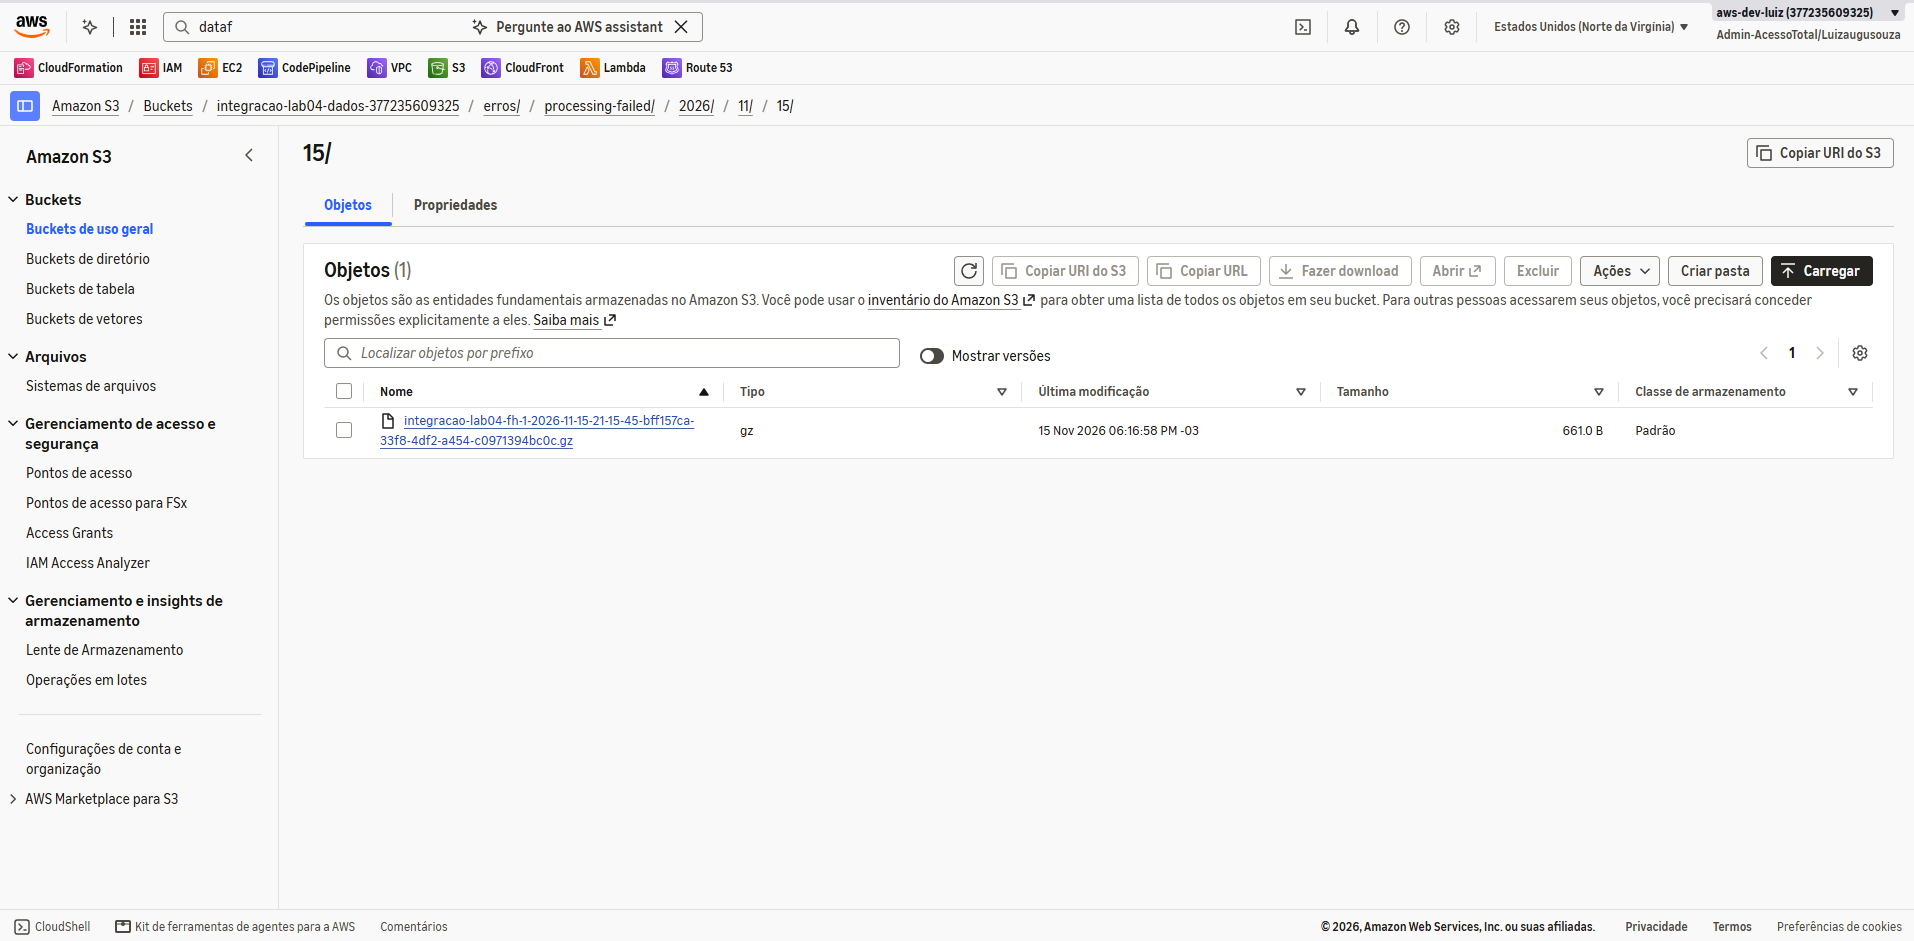 aws
dataf
Pergunte ao AWS assistant
Estados Unidos (Norte da Virgínia)
aws-dev-luiz (377235609325)
Admin-AcessoTotal/Luizaugusouza
CloudFormation IAM EC2 CodePipeline VPC S3 CloudFront Lambda Route 53
Amazon S3 / Buckets / integracao-lab04-dados-377235609325 / erros/ / processing-failed/ / 2026/ / 11/ / 15/
Amazon S3
Buckets
Buckets de uso geral
Buckets de diretório
Buckets de tabela
Buckets de vetores
Arquivos
Sistemas de arquivos
Gerenciamento de acesso e
segurança
Pontos de acesso
Pontos de acesso para FSx
Access Grants
IAM Access Analyzer
Gerenciamento e insights de
armazenamento
Lente de Armazenamento
Operações em lotes
Configurações de conta e
organização
AWS Marketplace para S3
15/
Copiar URI do S3
Objetos Propriedades
Objetos (1)
Copiar URI do S3 Copiar URL Fazer download Abrir Excluir Ações Criar pasta Carregar
Os objetos são as entidades fundamentais armazenadas no Amazon S3. Você pode usar o inventário do Amazon S3 para obter uma lista de todos os objetos em seu bucket. Para outras pessoas acessarem seus objetos, você precisará conceder
permissões explicitamente a eles. Saiba mais
Localizar objetos por prefixo
Mostrar versões
1
Nome Tipo Última modificação Tamanho Classe de armazenamento
integracao-lab04-fh-1-2026-11-15-21-15-45-bff157ca-
33f8-4df2-a454-c0971394bc0c.gz
gz 15 Nov 2026 06:16:58 PM -03 661.0 B Padrão
CloudShell Kit de ferramentas de agentes para a AWS Comentários
© 2026, Amazon Web Services, Inc. ou suas afiliadas. Privacidade Termos Preferências de cookies